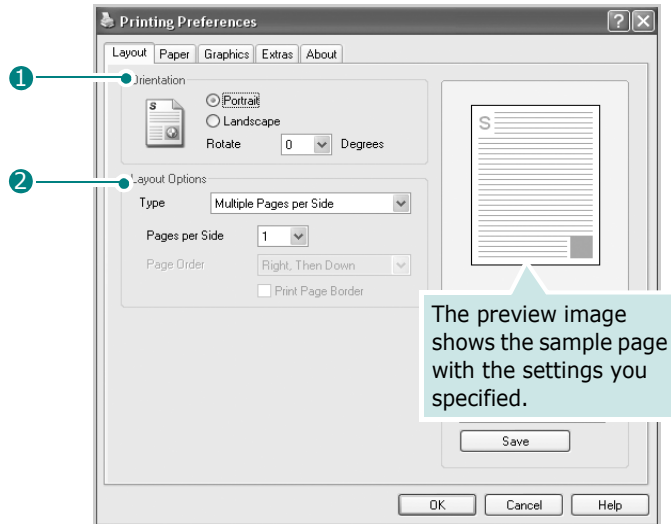 Printing Preferences
Layout Paper Graphics Extras About
1
Orientation
S
Portrait
Landscape
Rotate 0 Degrees
S
2
Layout Options
Type Multiple Pages per Side
Pages per Side 1
Page Order Right, Then Down
Print Page Border
The preview image
shows the sample page
with the settings you
specified.
Save
OK Cancel Help